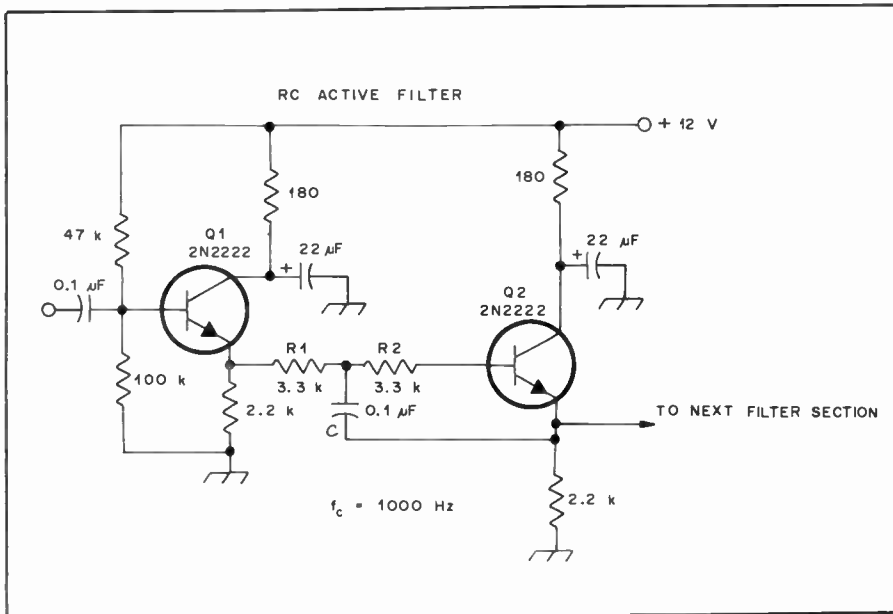 RC ACTIVE FILTER
+ 12 V
180
180
47 k
Q1
2N2222
+
22 µF
+
22 µF
0.1 µF
Q2
2N2222
R1
R2
3.3 k
3.3 k
100 k
2.2 k
0.1 µF
C
TO NEXT FILTER SECTION
fc = 1000 Hz
2.2 k